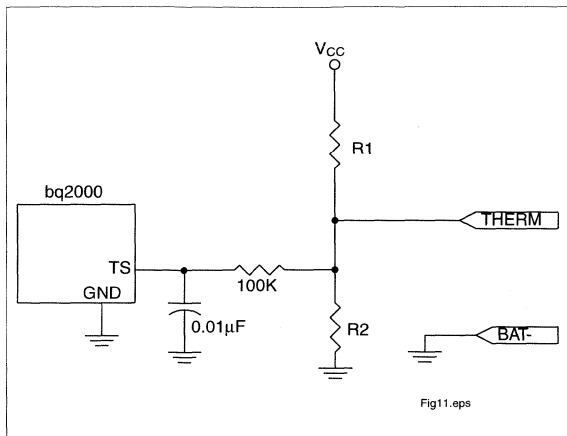 VCC
R1
bq2000
THERM
TS
100K
GND
R2
0.01µF
BAT-
Fig11.eps